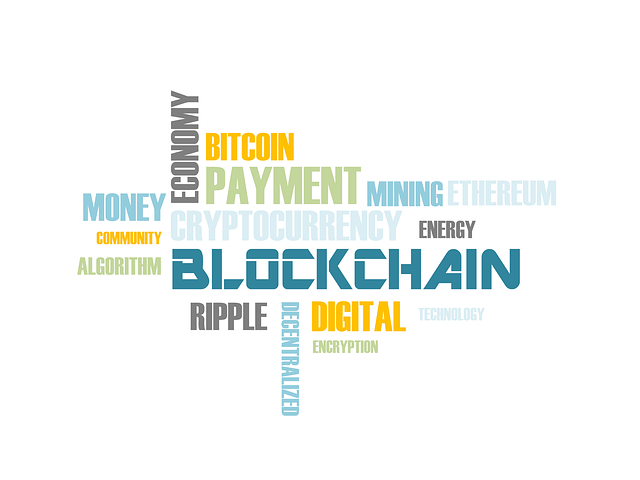 ECONOMY
BITCOIN
PAYMENT
MINING
ETHEREUM
MONEY
CRYPTOCURRENCY
ENERGY
COMMUNITY
ALGORITHM
BLOCKCHAIN
RIPPLE
DECENTRALIZED
DIGITAL
TECHNOLOGY
ENCRYPTION